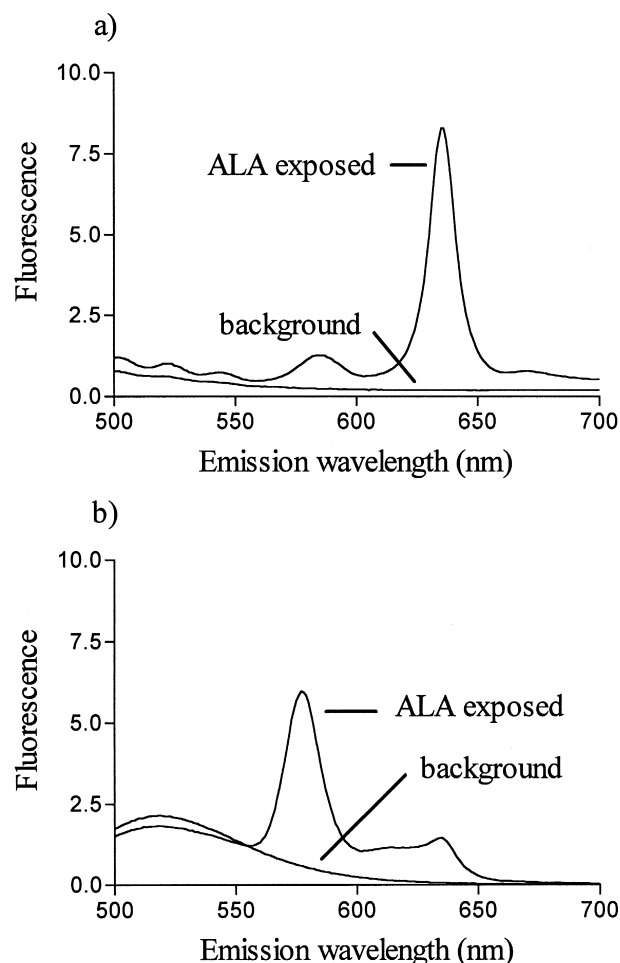 a)
10.0
7.5
5.0
2.5
0.0
Fluorescence
ALA exposed
background
500 550 600 650 700
Emission wavelength (nm)
b)
10.0
7.5
5.0
2.5
0.0
Fluorescence
ALA exposed
background
500 550 600 650 700
Emission wavelength (nm)